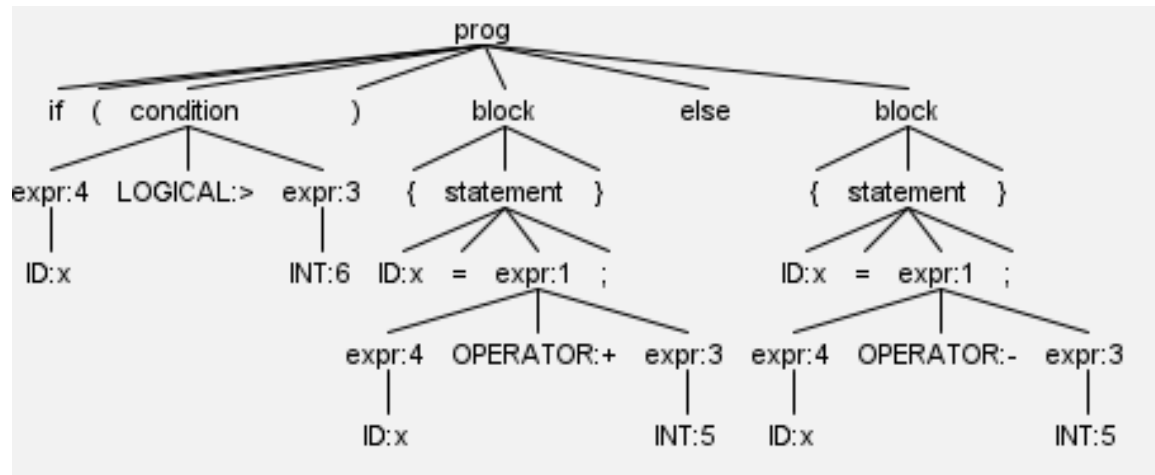 prog
if ( condition ) block else block
expr:4 LOGICAL:> expr:3 { statement } { statement }
ID:x INT:6 ID:x = expr:1 ; ID:x = expr:1 ;
expr:4 OPERATOR:+ expr:3 expr:4 OPERATOR:- expr:3
ID:x INT:5 ID:x INT:5